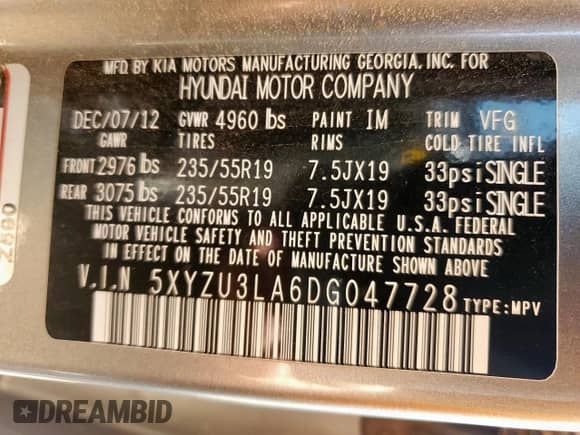 MFD BY KIA MOTORS MANUFACTURING GEORGIA, INC. FOR
HYUNDAI MOTOR COMPANY
DEC/07/12 GVWR 4960 lbs PAINT IM TRIM VFG
GAWR TIRES RIMS COLD TIRE INFL
FRONT 2976 lbs 235/55R19 7.5JX19 33psi SINGLE
REAR 3075 lbs 235/55R19 7.5JX19 33psi SINGLE
THIS VEHICLE CONFORMS TO ALL APPLICABLE U.S.A. FEDERAL
MOTOR VEHICLE SAFETY AND THEFT PREVENTION STANDARDS
IN EFFECT ON THE DATE OF MANUFACTURE SHOWN ABOVE
V.I.N 5XYZU3LA6DG047728 TYPE:MPV
DREAMBID